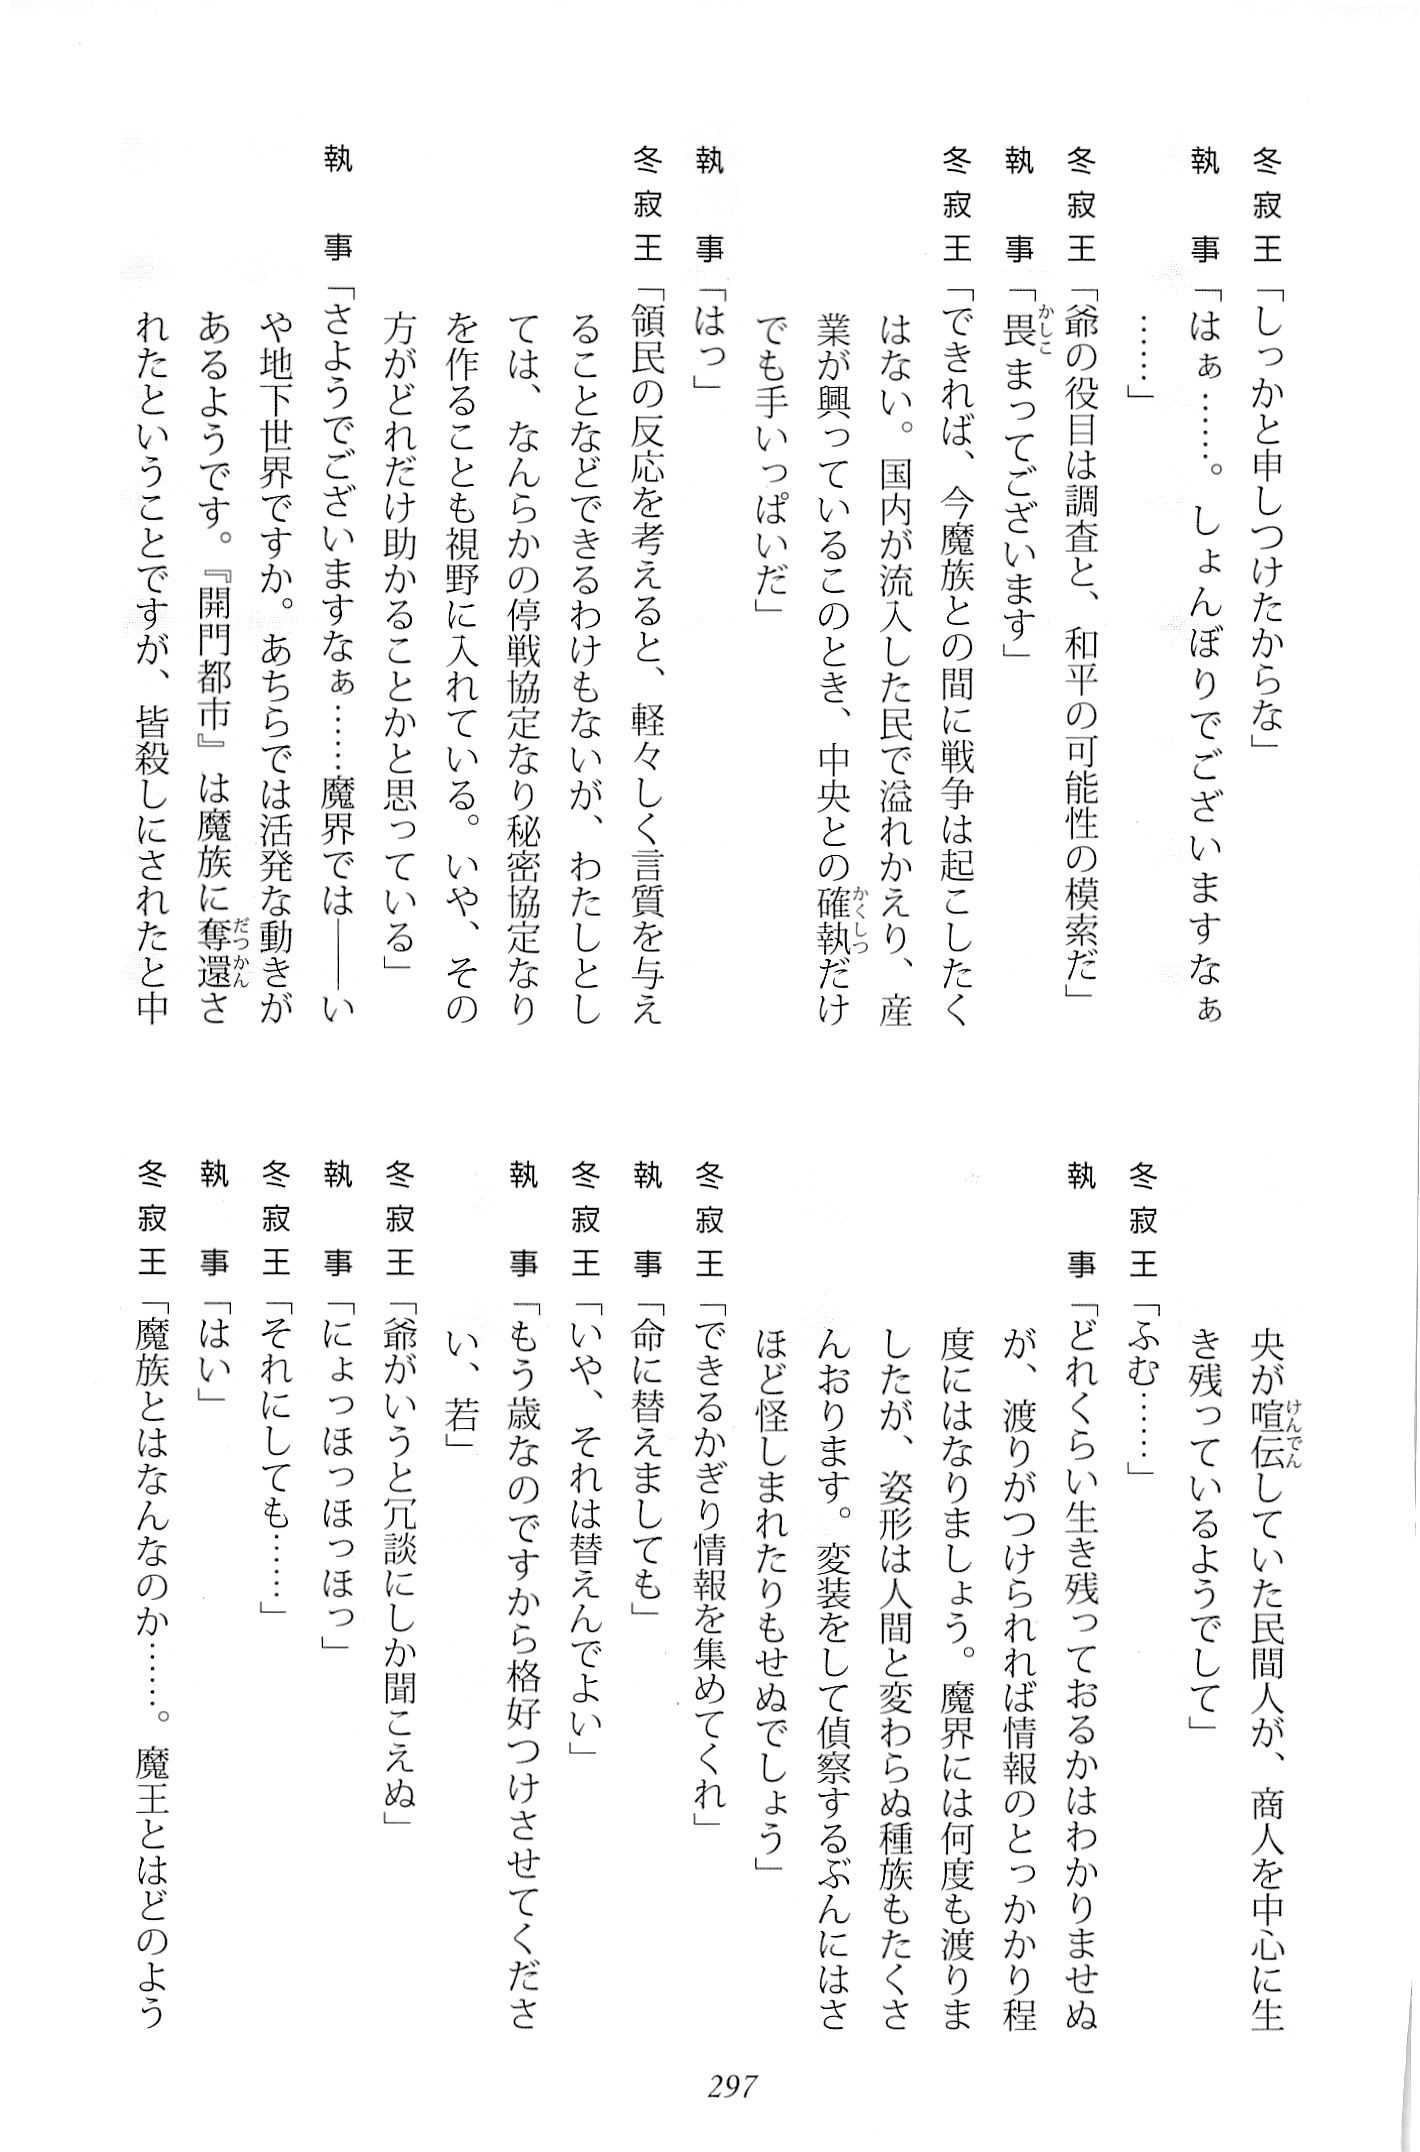 冬寂王「しっかと申しつけたからな」
執　事「はぁ……。しょんぼりでございますなぁ
……」
冬寂王「爺の役目は調査と、和平の可能性の模索だ」
執　事「畏まってございます」
冬寂王「できれば、今魔族との間に戦争は起こしたく
はない。国内が流入した民で溢れかえり、産
業が興っているこのとき、中央との確執だけ
でも手いっぱいだ」
執　事「はっ」
冬寂王「領民の反応を考えると、軽々しく言質を与え
ることなどできるわけもないが、わたしとし
ては、なんらかの停戦協定なり秘密協定なり
を作ることも視野に入れている。いや、その
方がどれだけ助かることかと思っている」
執　事「さようでございますなぁ……魔界では――い
や地下世界ですか。あちらでは活発な動きが
あるようです。『開門都市』は魔族に奪還さ
れたということですが、皆殺しにされたと中
央が喧伝していた民間人が、商人を中心に生
き残っているようでして」
冬寂王「ふむ……」
執　事「どれくらい生き残っておるかはわかりませぬ
が、渡りがつけられれば情報のとっかかり程
度にはなりましょう。魔界には何度も渡りま
したが、姿形は人間と変わらぬ種族もたくさ
んおります。変装をして偵察するぶんにはさ
ほど怪しまれたりもせぬでしょう」
冬寂王「できるかぎり情報を集めてくれ」
執　事「命に替えましても」
冬寂王「いや、それは替えんでよい」
執　事「もう歳なのですから格好つけさせてくださ
い、若」
冬寂王「爺がいうと冗談にしか聞こえぬ」
執　事「にょっほっほっほっ」
冬寂王「それにしても……」
執　事「はい」
冬寂王「魔族とはなんなのか……。魔王とはどのよう
297